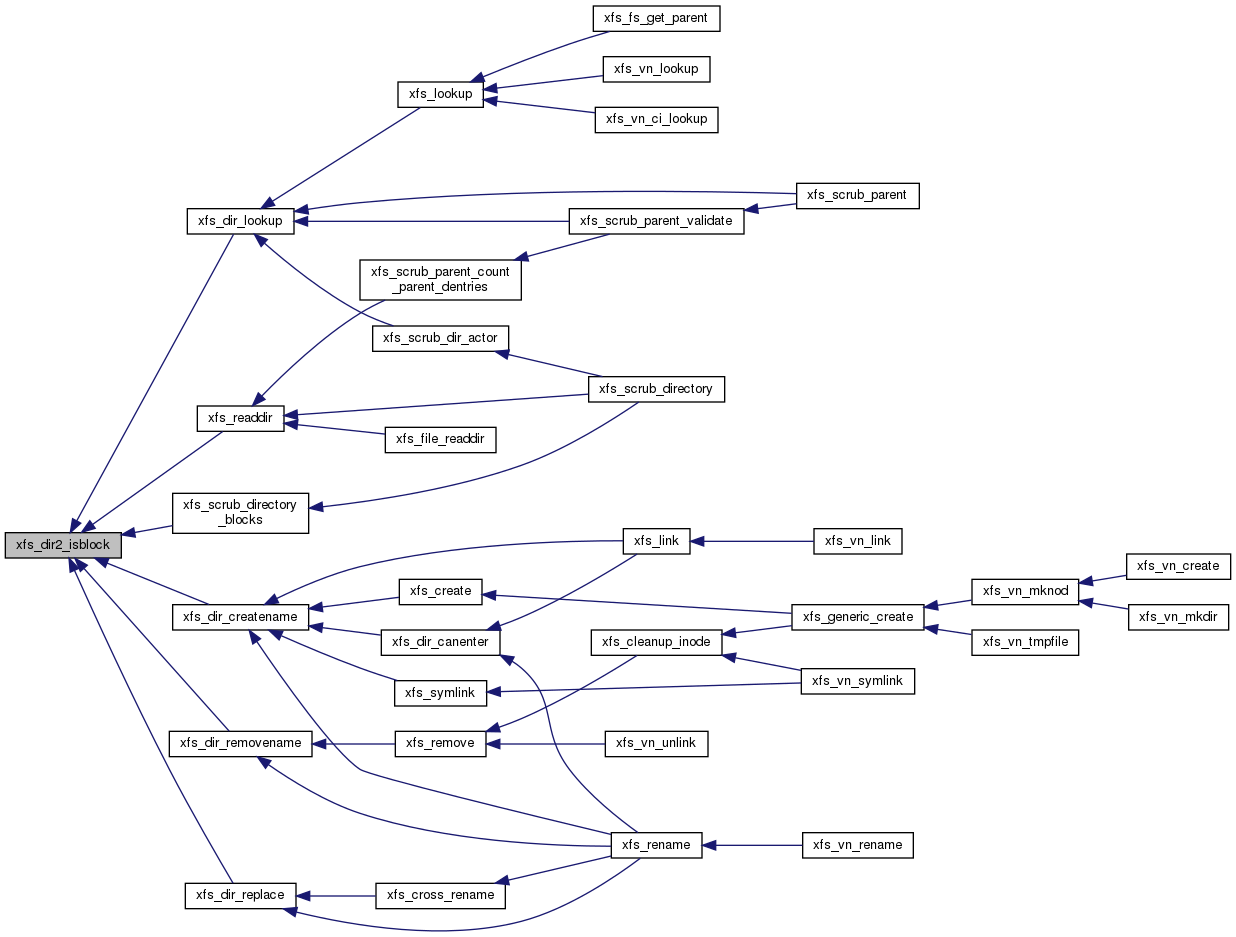 xfs_fs_get_parent
xfs_vn_lookup
xfs_lookup
xfs_vn_ci_lookup
xfs_scrub_parent
xfs_dir_lookup
xfs_scrub_parent_validate
xfs_scrub_parent_count
_parent_dentries
xfs_scrub_dir_actor
xfs_scrub_directory
xfs_readdir
xfs_file_readdir
xfs_scrub_directory
_blocks
xfs_dir2_isblock
xfs_link
xfs_vn_link
xfs_vn_create
xfs_create
xfs_vn_mknod
xfs_dir_createname
xfs_generic_create
xfs_vn_mkdir
xfs_dir_canenter
xfs_cleanup_inode
xfs_vn_tmpfile
xfs_symlink
xfs_vn_symlink
xfs_dir_removename
xfs_remove
xfs_vn_unlink
xfs_rename
xfs_vn_rename
xfs_dir_replace
xfs_cross_rename